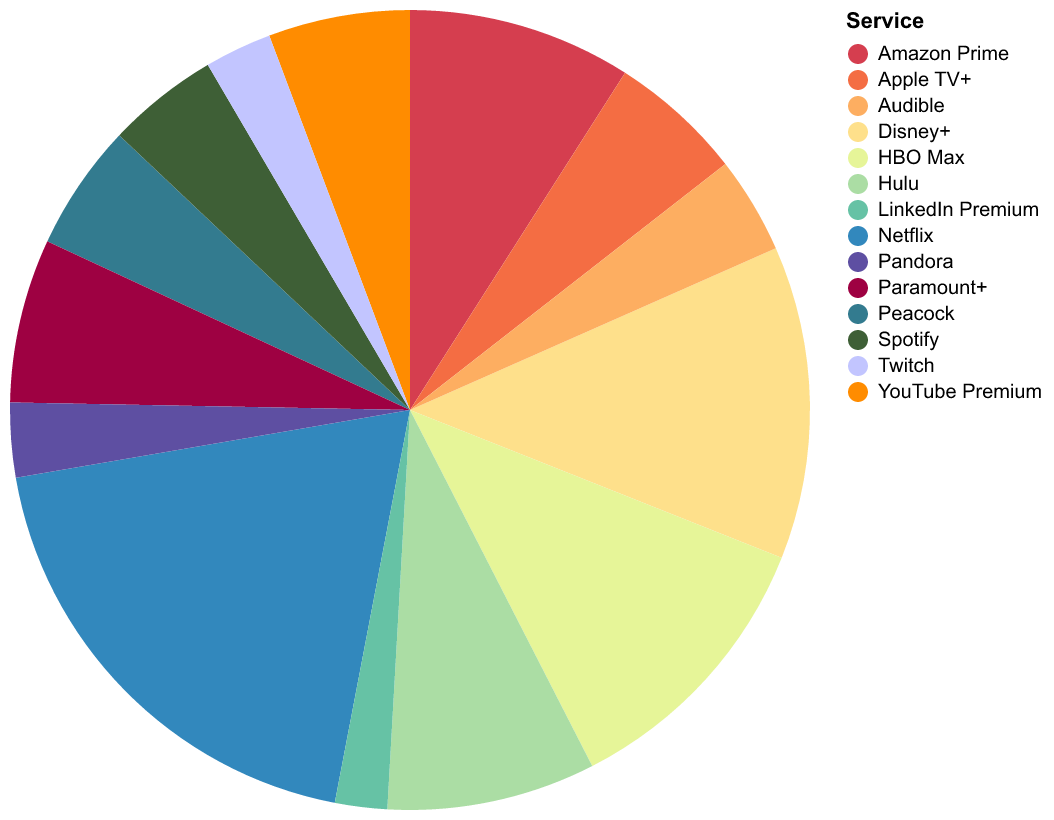 Service
Amazon Prime
Apple TV+
Audible
Disney+
HBO Max
Hulu
LinkedIn Premium
Netflix
Pandora
Paramount+
Peacock
Spotify
Twitch
YouTube Premium